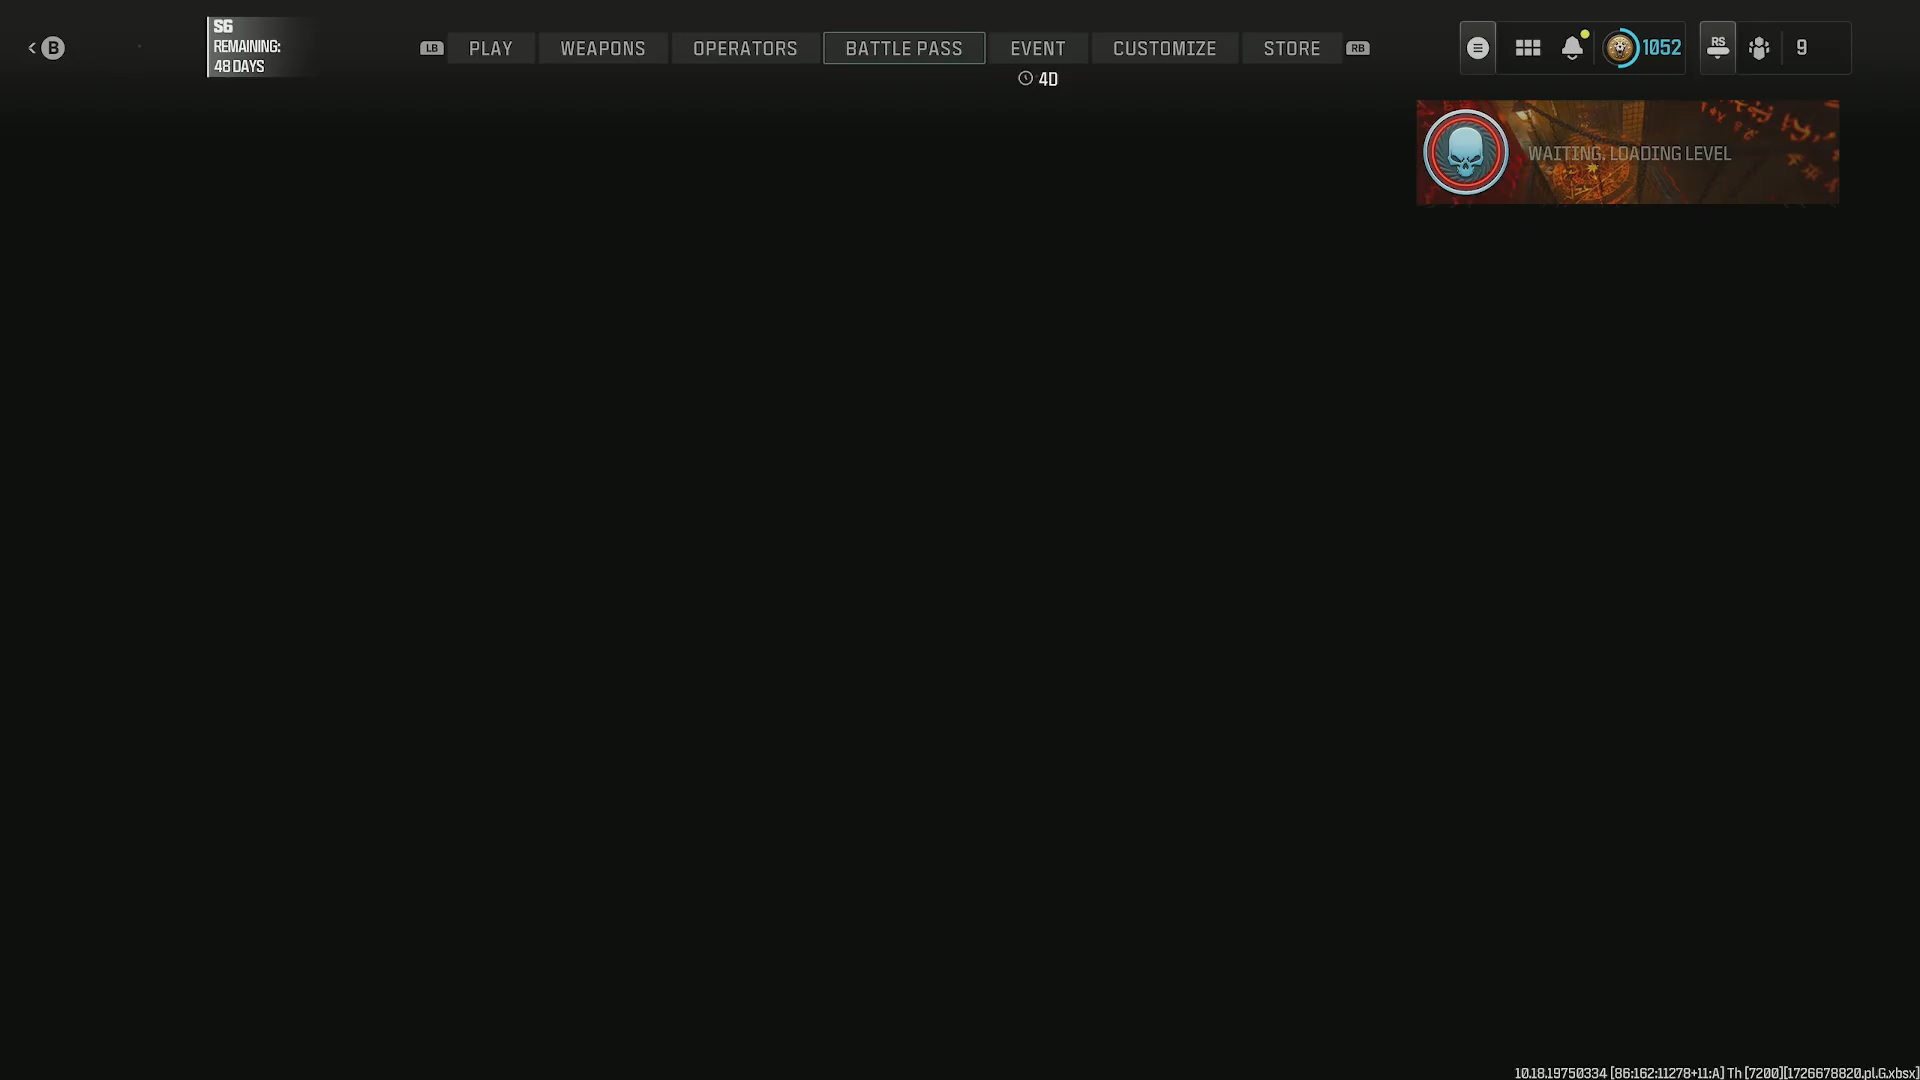 B
S6
REMAINING:
48 DAYS
LB PLAY WEAPONS OPERATORS BATTLE PASS EVENT CUSTOMIZE STORE RB
4D
1052
RS
9
WAITING. LOADING LEVEL
10.18.19750334 [86:162:11278+11:A] Th [7200][1726678820.pl.G.xbsx]